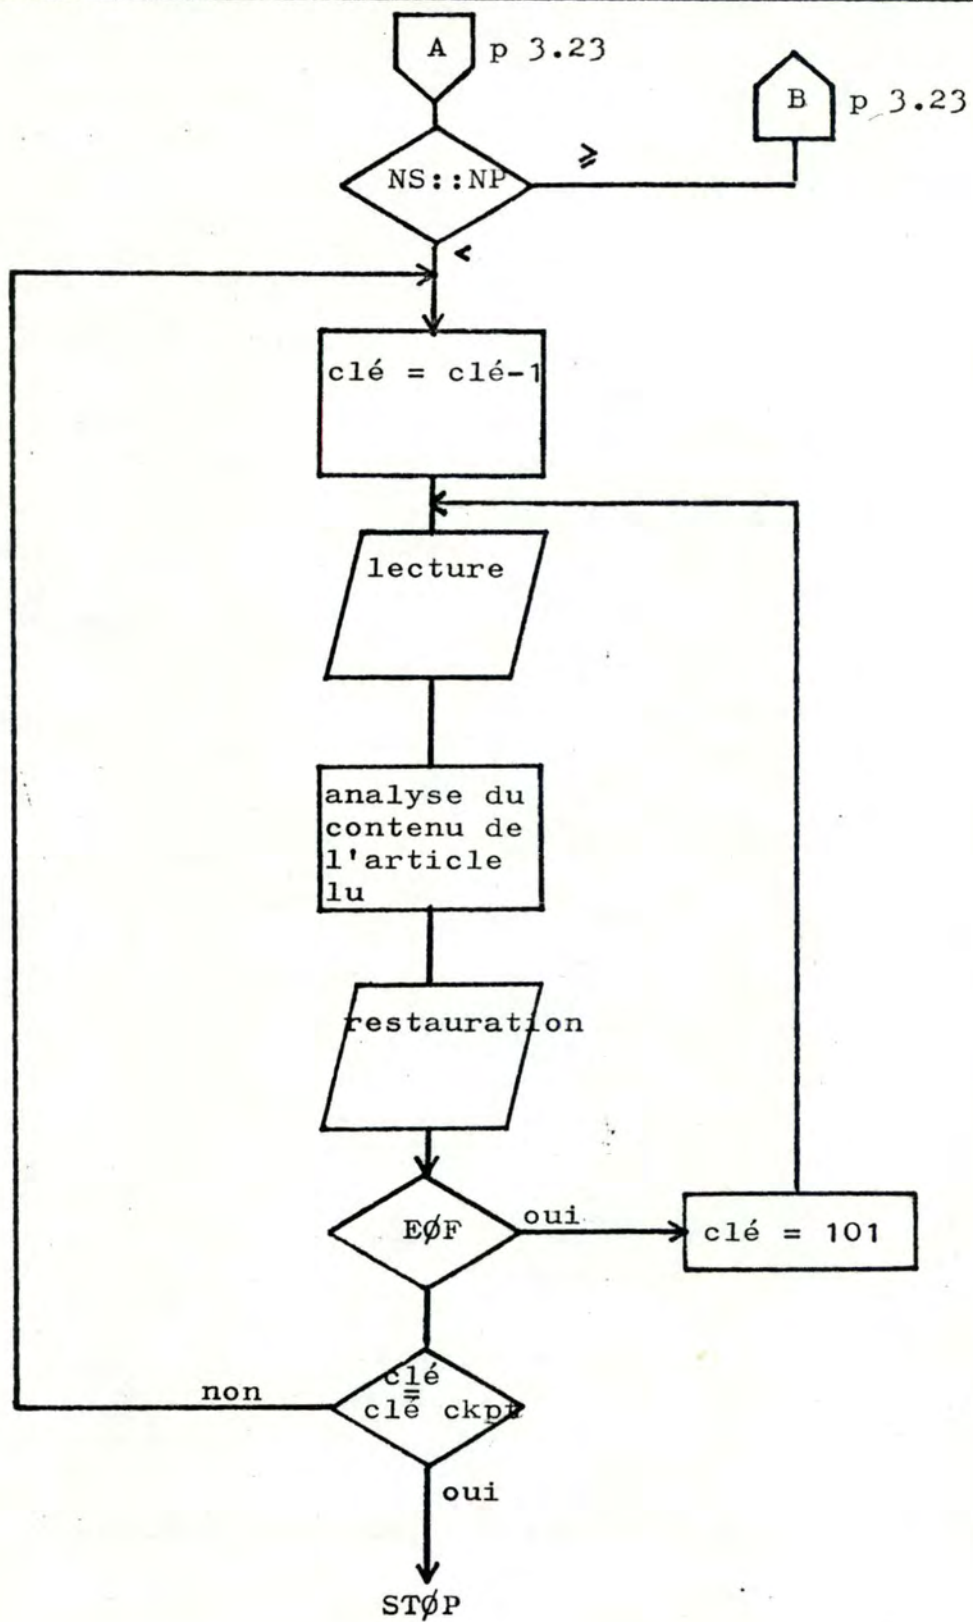 A p 3.23
B p 3.23
NS::NP
≥
<
clé = clé-1
lecture
analyse du
contenu de
l'article
lu
restauration
EØF
oui
clé = 101
clé
=
clé ckpt
non
oui
STØP